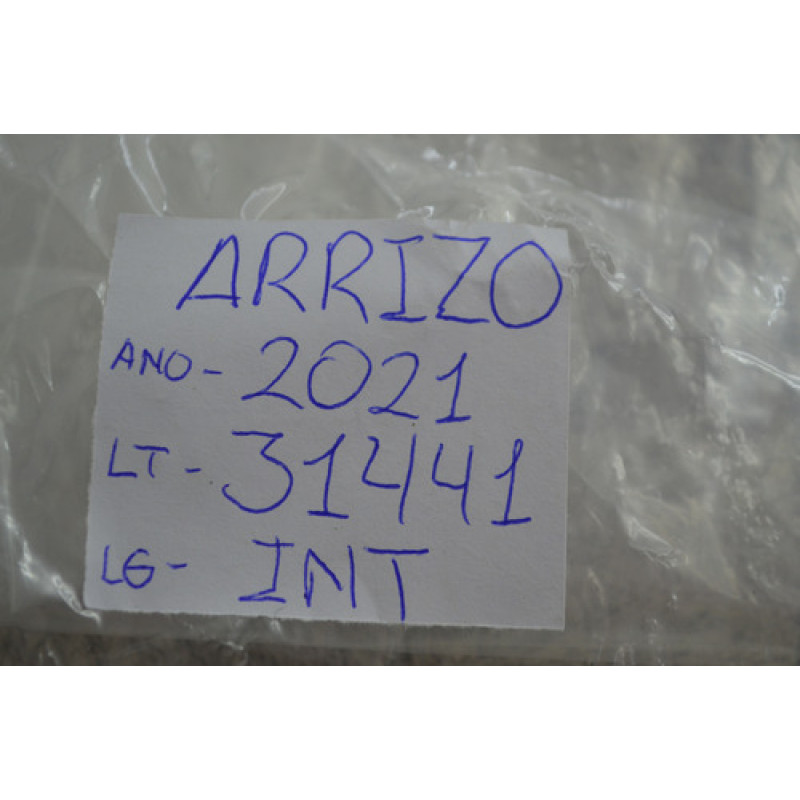 ARRIZO
ANO - 2021
LT - 31441
LG - INT